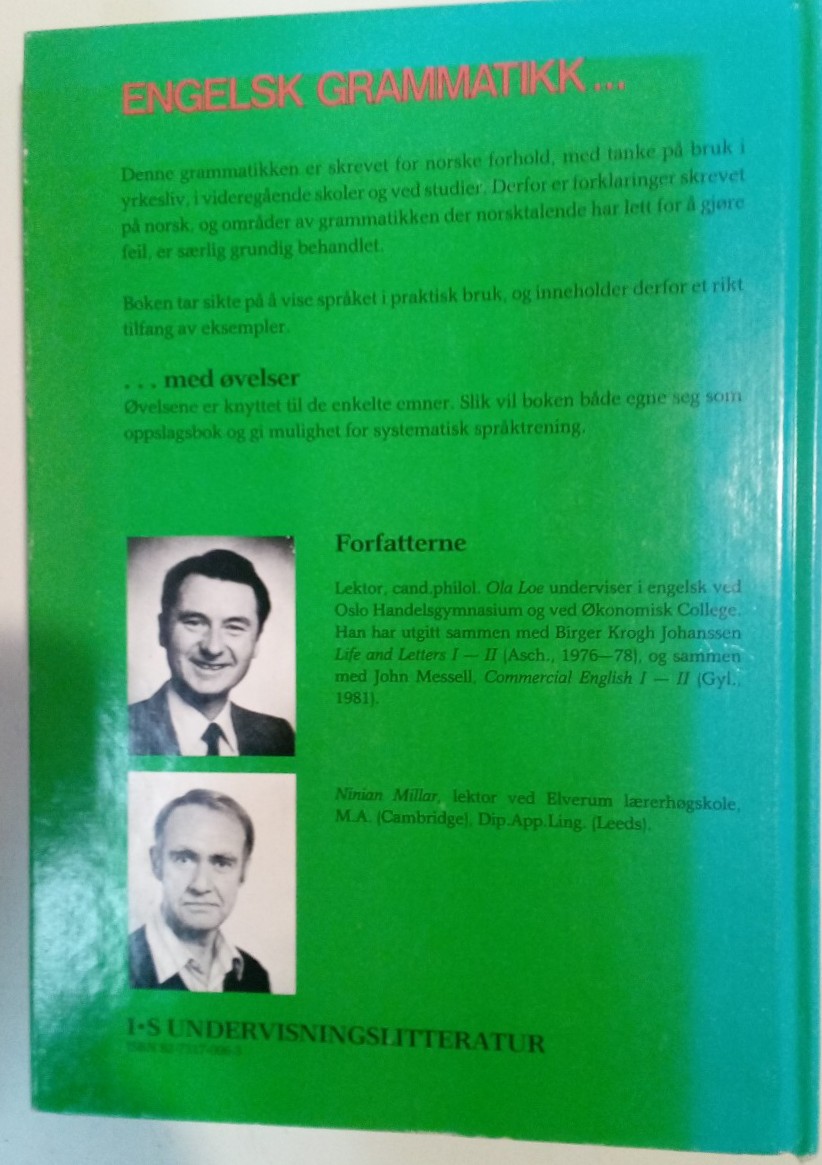 ENGELSK GRAMMATIKK ...
Denne grammatikken er skrevet for norske forhold, med tanke på bruk i
yrkesliv, i videregående skoler og ved studier. Derfor er forklaringer skrevet
på norsk, og områder av grammatikken der norsktalende har lett for å gjøre
feil, er særlig grundig behandlet.
Boken tar sikte på å vise språket i praktisk bruk, og inneholder derfor et rikt
tilfang av eksempler.
. . . med øvelser
Øvelsene er knyttet til de enkelte emner. Slik vil boken både egne seg som
oppslagsbok og gi mulighet for systematisk språktrening.
Forfatterne
Lektor, cand.philol. Ola Loe underviser i engelsk ved
Oslo Handelsgymnasium og ved Økonomisk College.
Han har utgitt sammen med Birger Krogh Johanssen
Life and Letters I — II (Asch., 1976—78), og sammen
med John Messell, Commercial English I — II (Gyl.,
1981).
Ninian Millar, lektor ved Elverum lærerhøgskole,
M.A. (Cambridge), Dip.App.Ling. (Leeds).
I•S UNDERVISNINGSLITTERATUR
ISBN